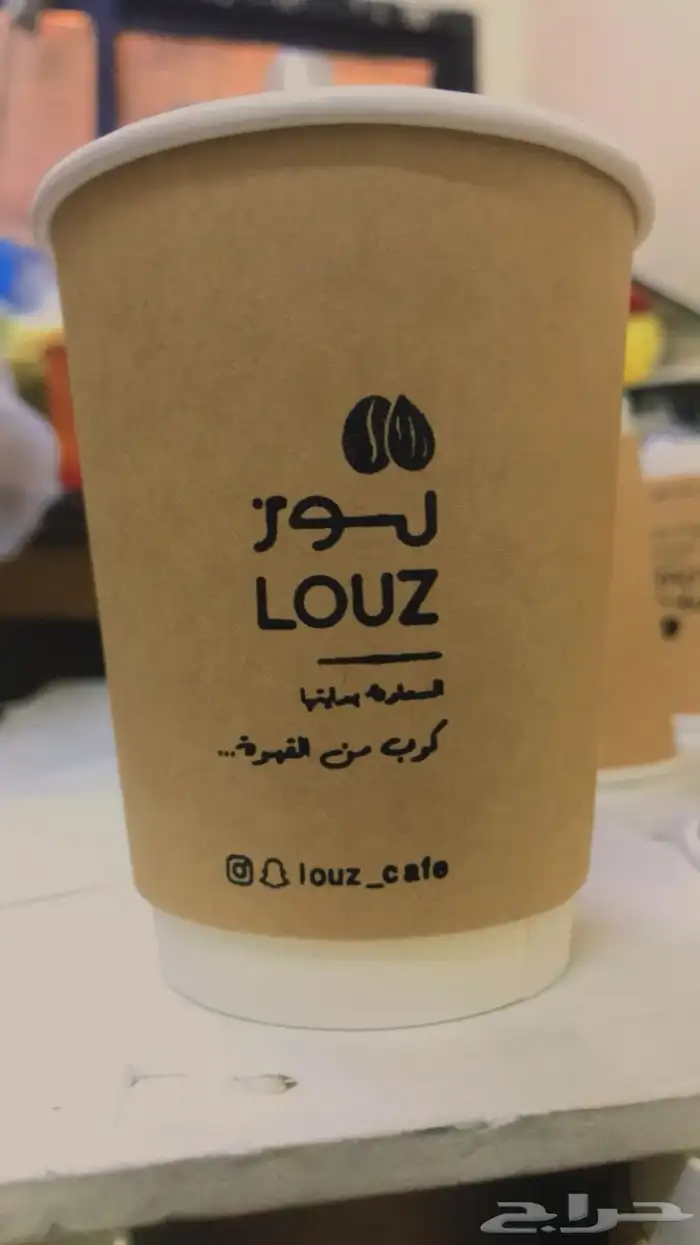 لوز
LOUZ
السعادة بدايتها
كوب من القهوة...
louz_cafe
حراج